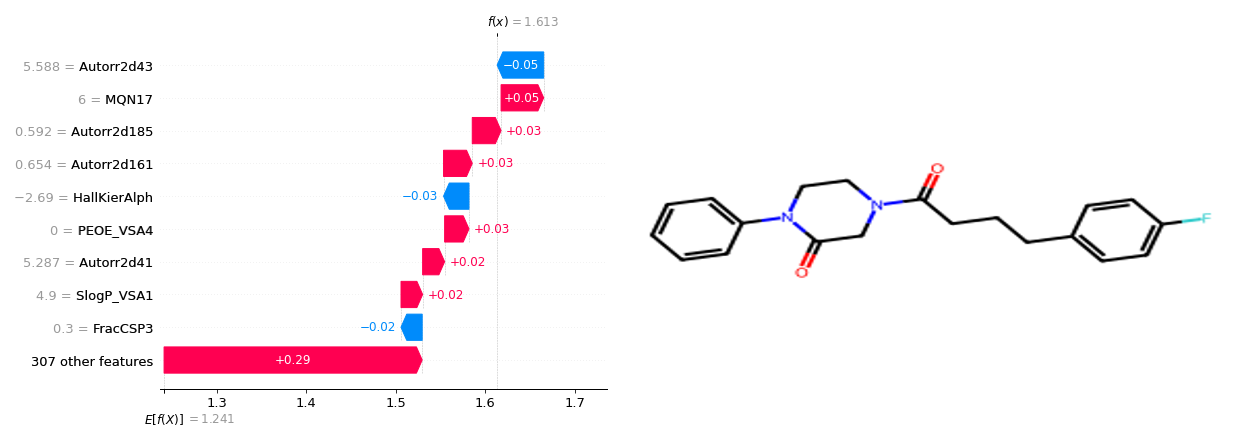 f(x) = 1.613
5.588 = Autorr2d43
−0.05
6 = MQN17
+0.05
0.592 = Autorr2d185
+0.03
0.654 = Autorr2d161
+0.03
−2.69 = HallKierAlph
−0.03
0 = PEOE_VSA4
+0.03
5.287 = Autorr2d41
+0.02
4.9 = SlogP_VSA1
+0.02
0.3 = FracCSP3
−0.02
307 other features
+0.29
1.3 1.4 1.5 1.6 1.7
E[f(X)] = 1.241
O
N
N
F
O